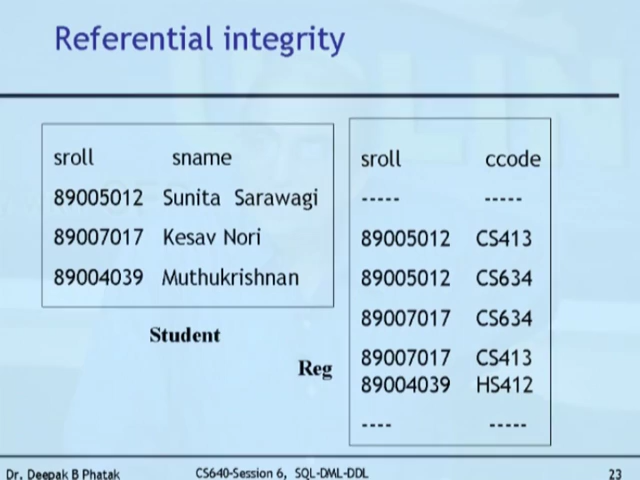 Referential integrity
sroll sname
89005012 Sunita Sarawagi
89007017 Kesav Nori
89004039 Muthukrishnan
Student
Reg
sroll ccode
----- -----
89005012 CS413
89005012 CS634
89007017 CS634
89007017 CS413
89004039 HS412
---- -----
Dr. Deepak B Phatak CS640-Session 6, SQL-DML-DDL 23